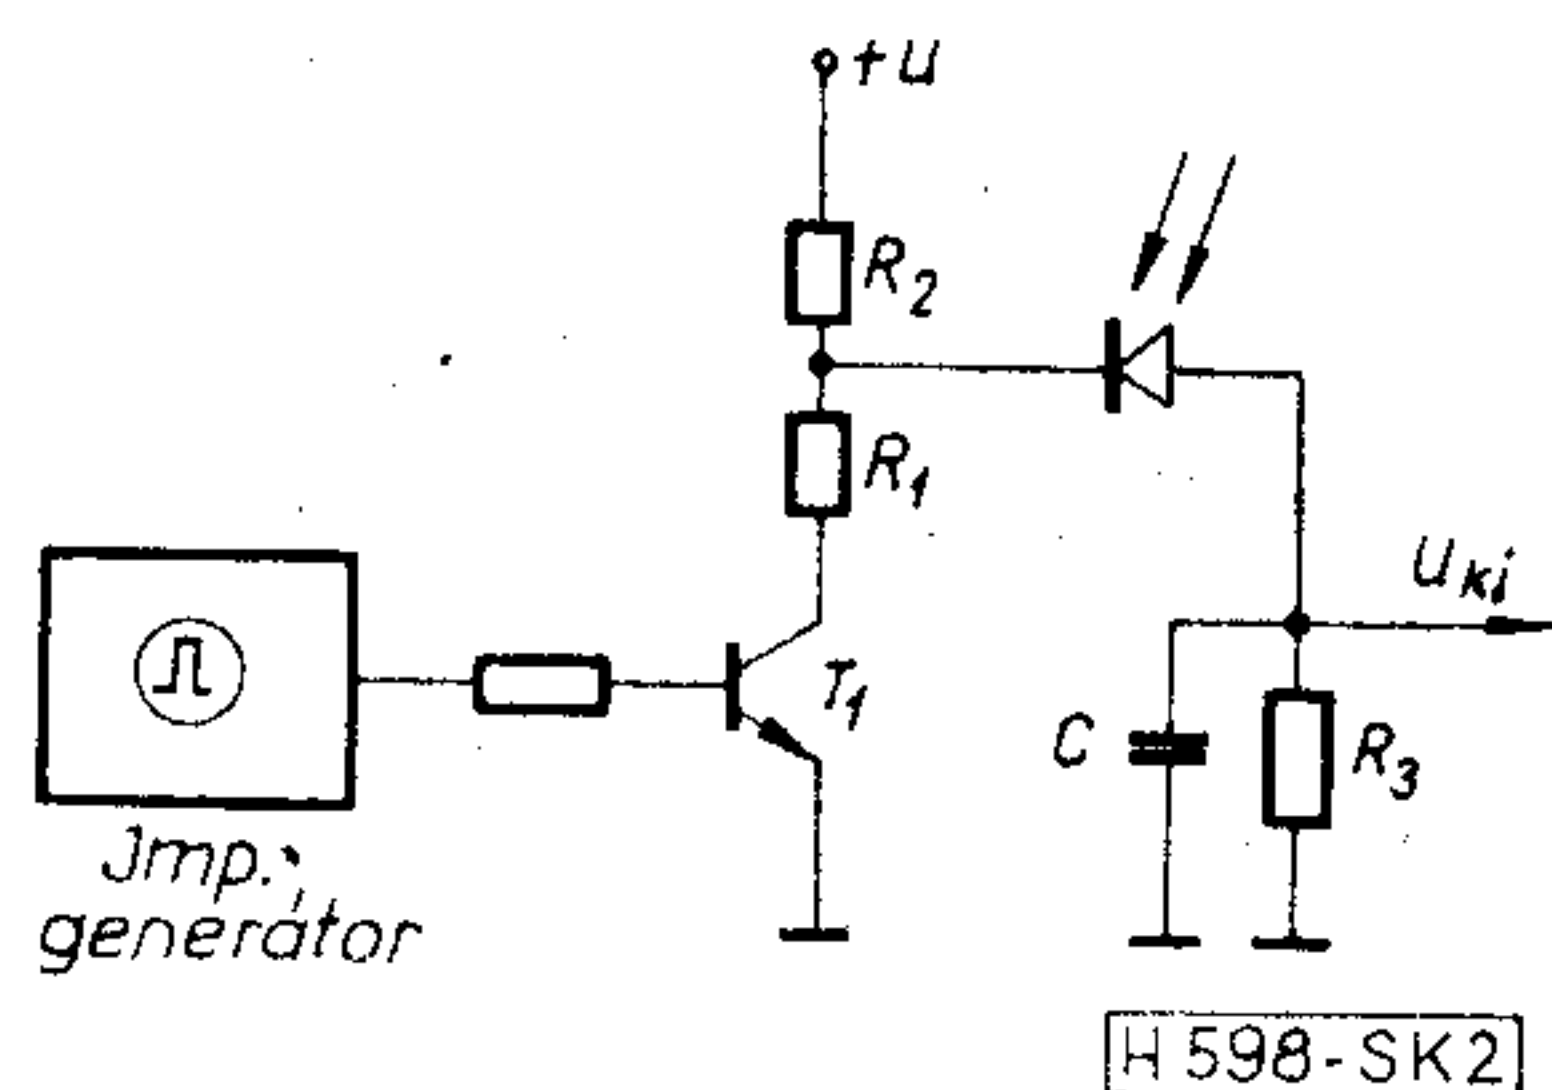 +U
R2
R1
Uki
T1
C
R3
Jmp.
generátor
H 598-SK2